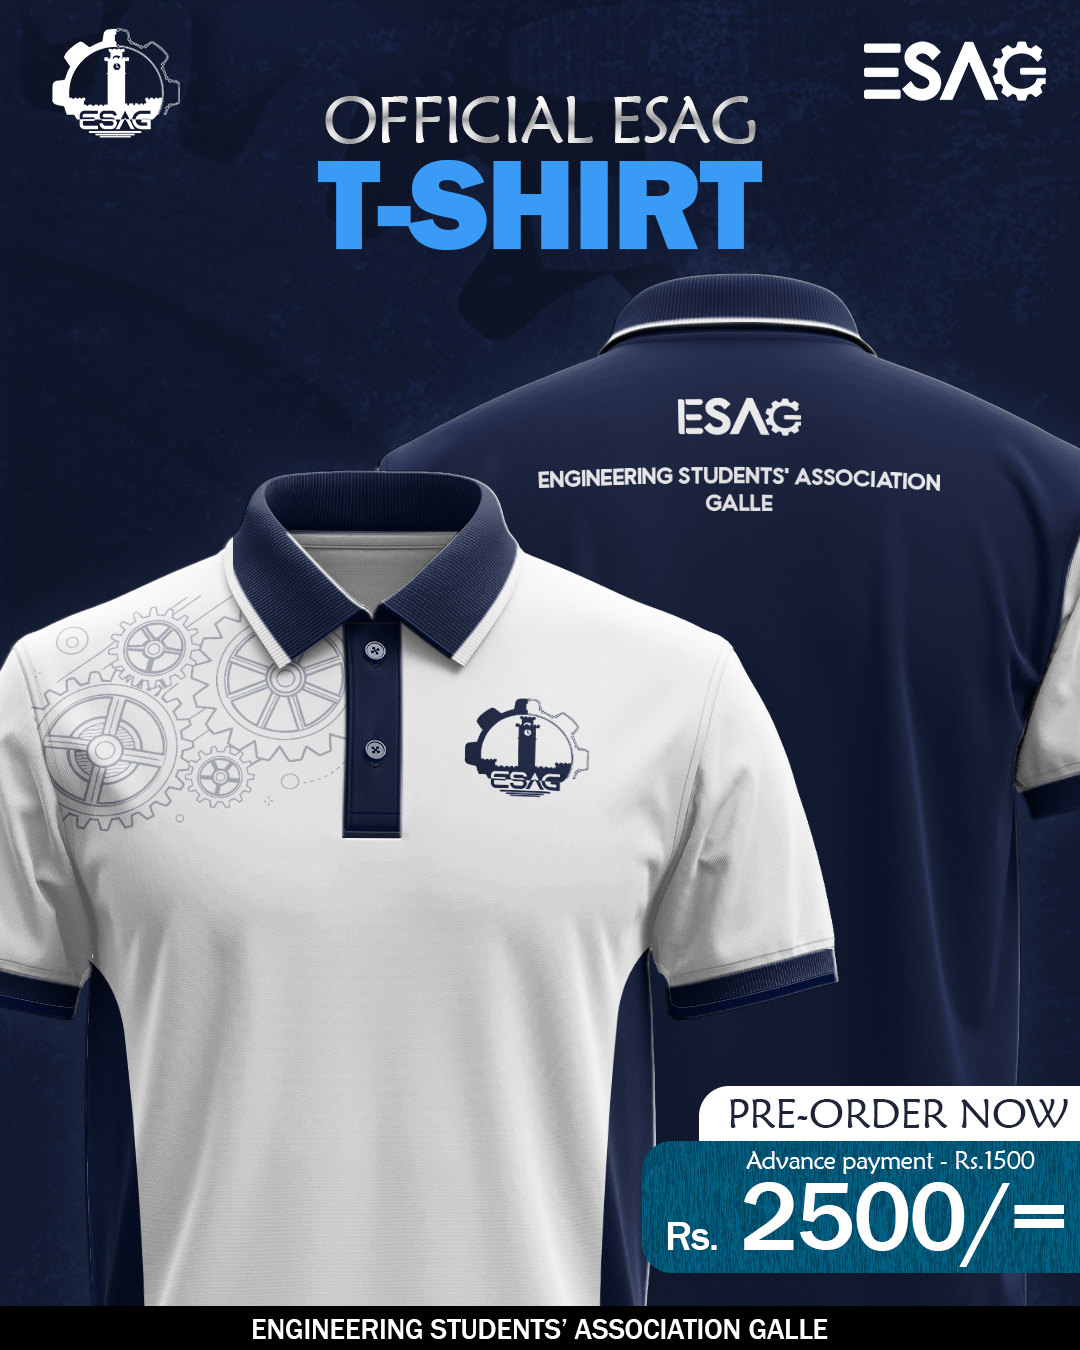 ESAG
ESAG
OFFICIAL ESAG
T-SHIRT
ESAG
ENGINEERING STUDENTS' ASSOCIATION
GALLE
ESAG
PRE-ORDER NOW
Advance payment - Rs.1500
Rs. 2500/=
ENGINEERING STUDENTS’ ASSOCIATION GALLE